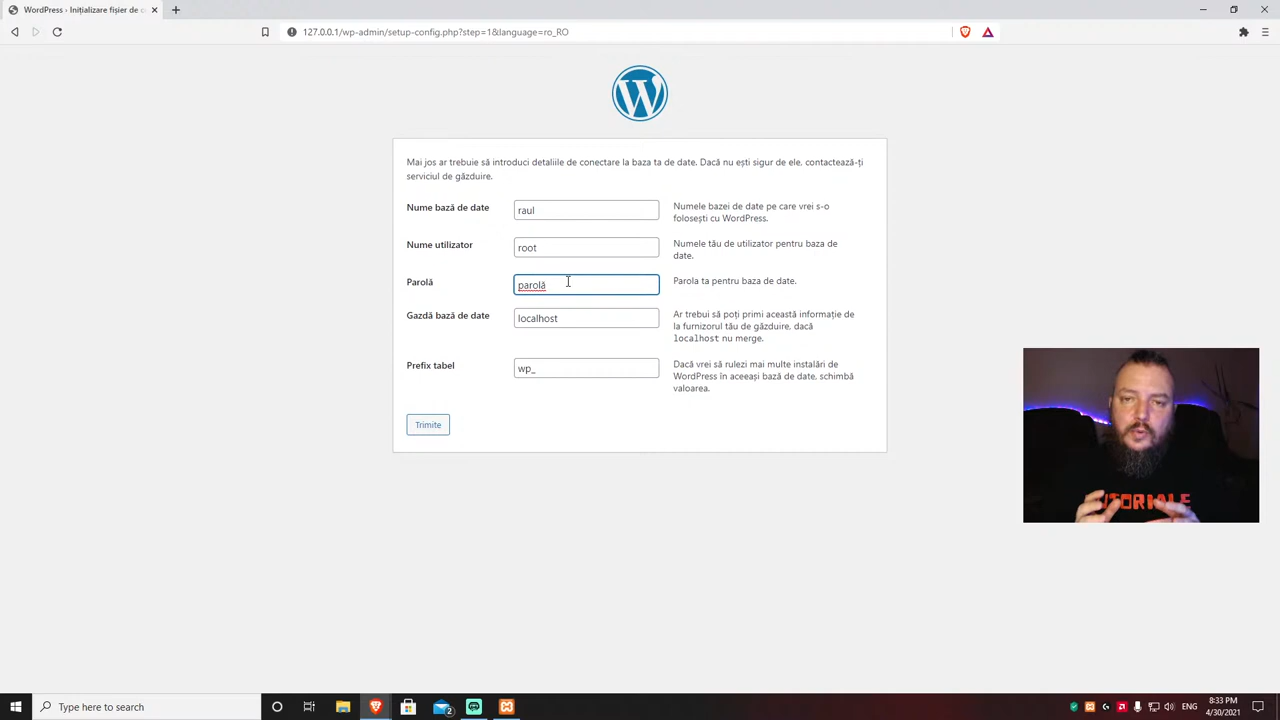 WordPress › Inițializare fișier de c
127.0.0.1/wp-admin/setup-config.php?step=1&language=ro_RO
Mai jos ar trebuie să introduci detaliile de conectare la baza ta de date. Dacă nu ești sigur de ele, contactează-ți
serviciul de găzduire.
Nume bază de date
raul
Numele bazei de date pe care vrei s-o
folosești cu WordPress.
Nume utilizator
root
Numele tău de utilizator pentru baza de
date.
Parolă
parolă
Parola ta pentru baza de date.
Gazdă bază de date
localhost
Ar trebui să poți primi această informație de
la furnizorul tău de găzduire, dacă
localhost nu merge.
Prefix tabel
wp_
Dacă vrei să rulezi mai multe instalări de
WordPress în aceeași bază de date, schimbă
valoarea.
Trimite
TORIALE
Type here to search
2
ENG
8:33 PM
4/30/2021